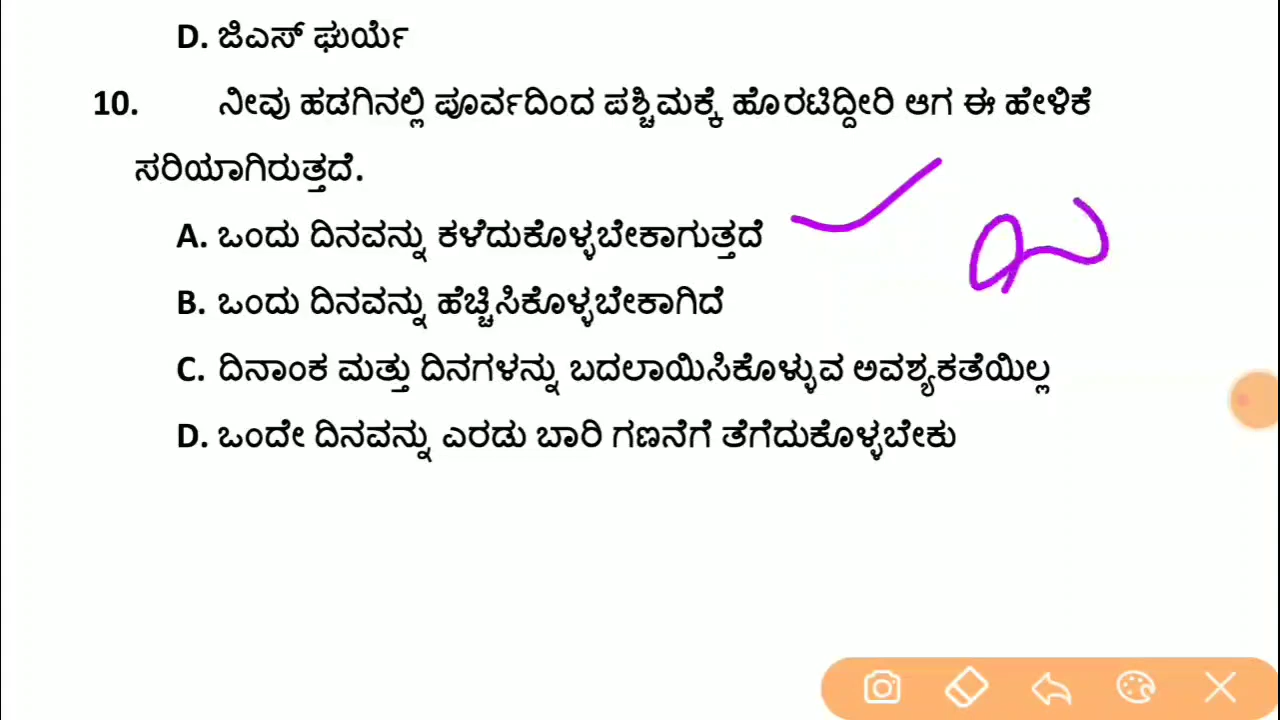 D. ಜಿಎಸ್ ಘುರ್ಯೆ
10. ನೀವು ಹಡಗಿನಲ್ಲಿ ಪೂರ್ವದಿಂದ ಪಶ್ಚಿಮಕ್ಕೆ ಹೊರಟಿದ್ದೀರಿ ಆಗ ಈ ಹೇಳಿಕೆ
ಸರಿಯಾಗಿರುತ್ತದೆ.
A. ಒಂದು ದಿನವನ್ನು ಕಳೆದುಕೊಳ್ಳಬೇಕಾಗುತ್ತದೆ
B. ಒಂದು ದಿನವನ್ನು ಹೆಚ್ಚಿಸಿಕೊಳ್ಳಬೇಕಾಗಿದೆ
C. ದಿನಾಂಕ ಮತ್ತು ದಿನಗಳನ್ನು ಬದಲಾಯಿಸಿಕೊಳ್ಳುವ ಅವಶ್ಯಕತೆಯಿಲ್ಲ
D. ಒಂದೇ ದಿನವನ್ನು ಎರಡು ಬಾರಿ ಗಣನೆಗೆ ತೆಗೆದುಕೊಳ್ಳಬೇಕು